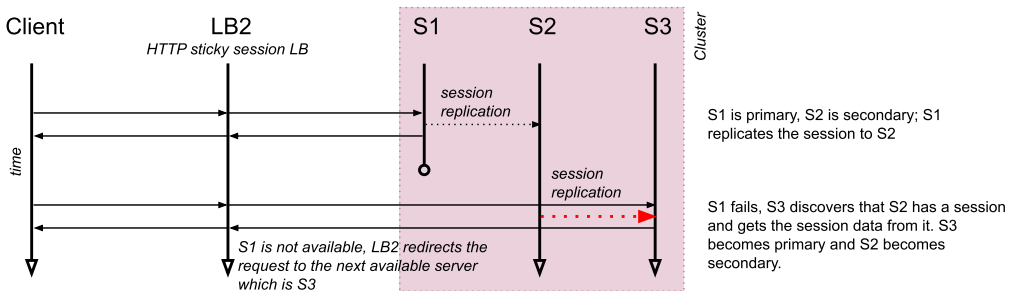 Client
LB2
S1
S2
S3
Cluster
HTTP sticky session LB
session
replication
S1 is primary, S2 is secondary; S1
replicates the session to S2
time
session
replication
S1 fails, S3 discovers that S2 has a session
and gets the session data from it. S3
becomes primary and S2 becomes
secondary.
S1 is not available, LB2 redirects the
request to the next available server
which is S3